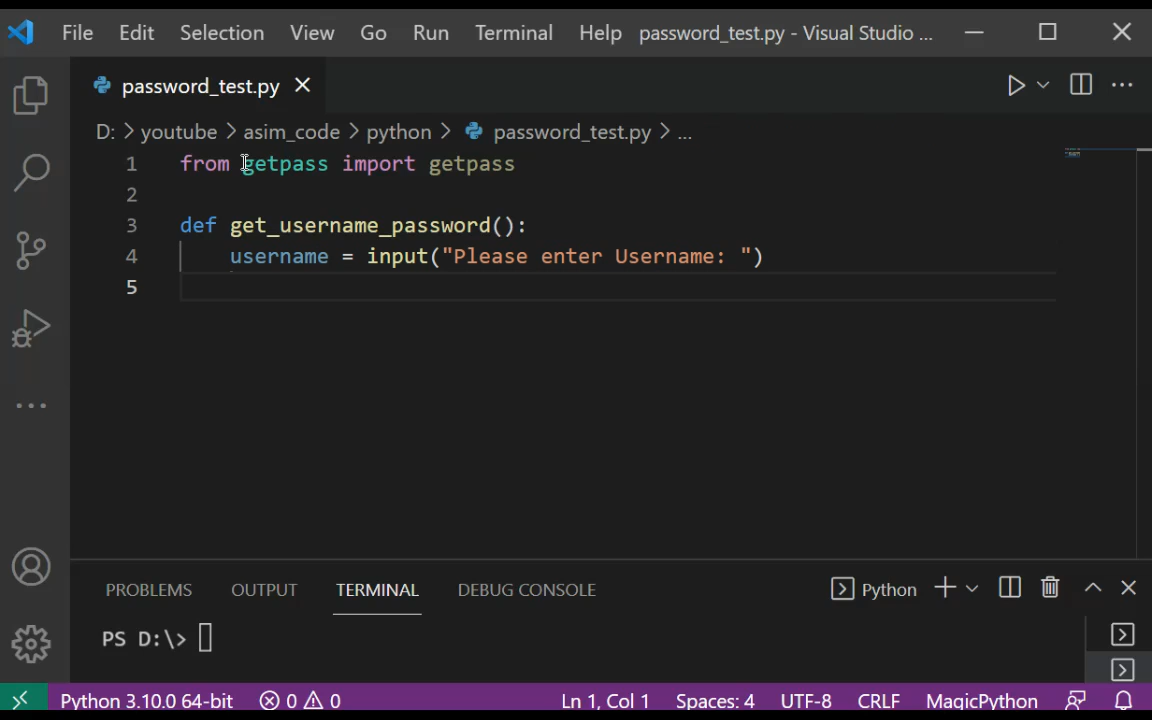 File Edit Selection View Go Run Terminal Help password_test.py - Visual Studio ...
password_test.py
D: > youtube > asim_code > python > password_test.py > ...
1 from getpass import getpass
2
3 def get_username_password():
4     username = input("Please enter Username: ")
5
PROBLEMS OUTPUT TERMINAL DEBUG CONSOLE Python
PS D:\>
Python 3.10.0 64-bit 0 0 Ln 1, Col 1 Spaces: 4 UTF-8 CRLF MagicPython